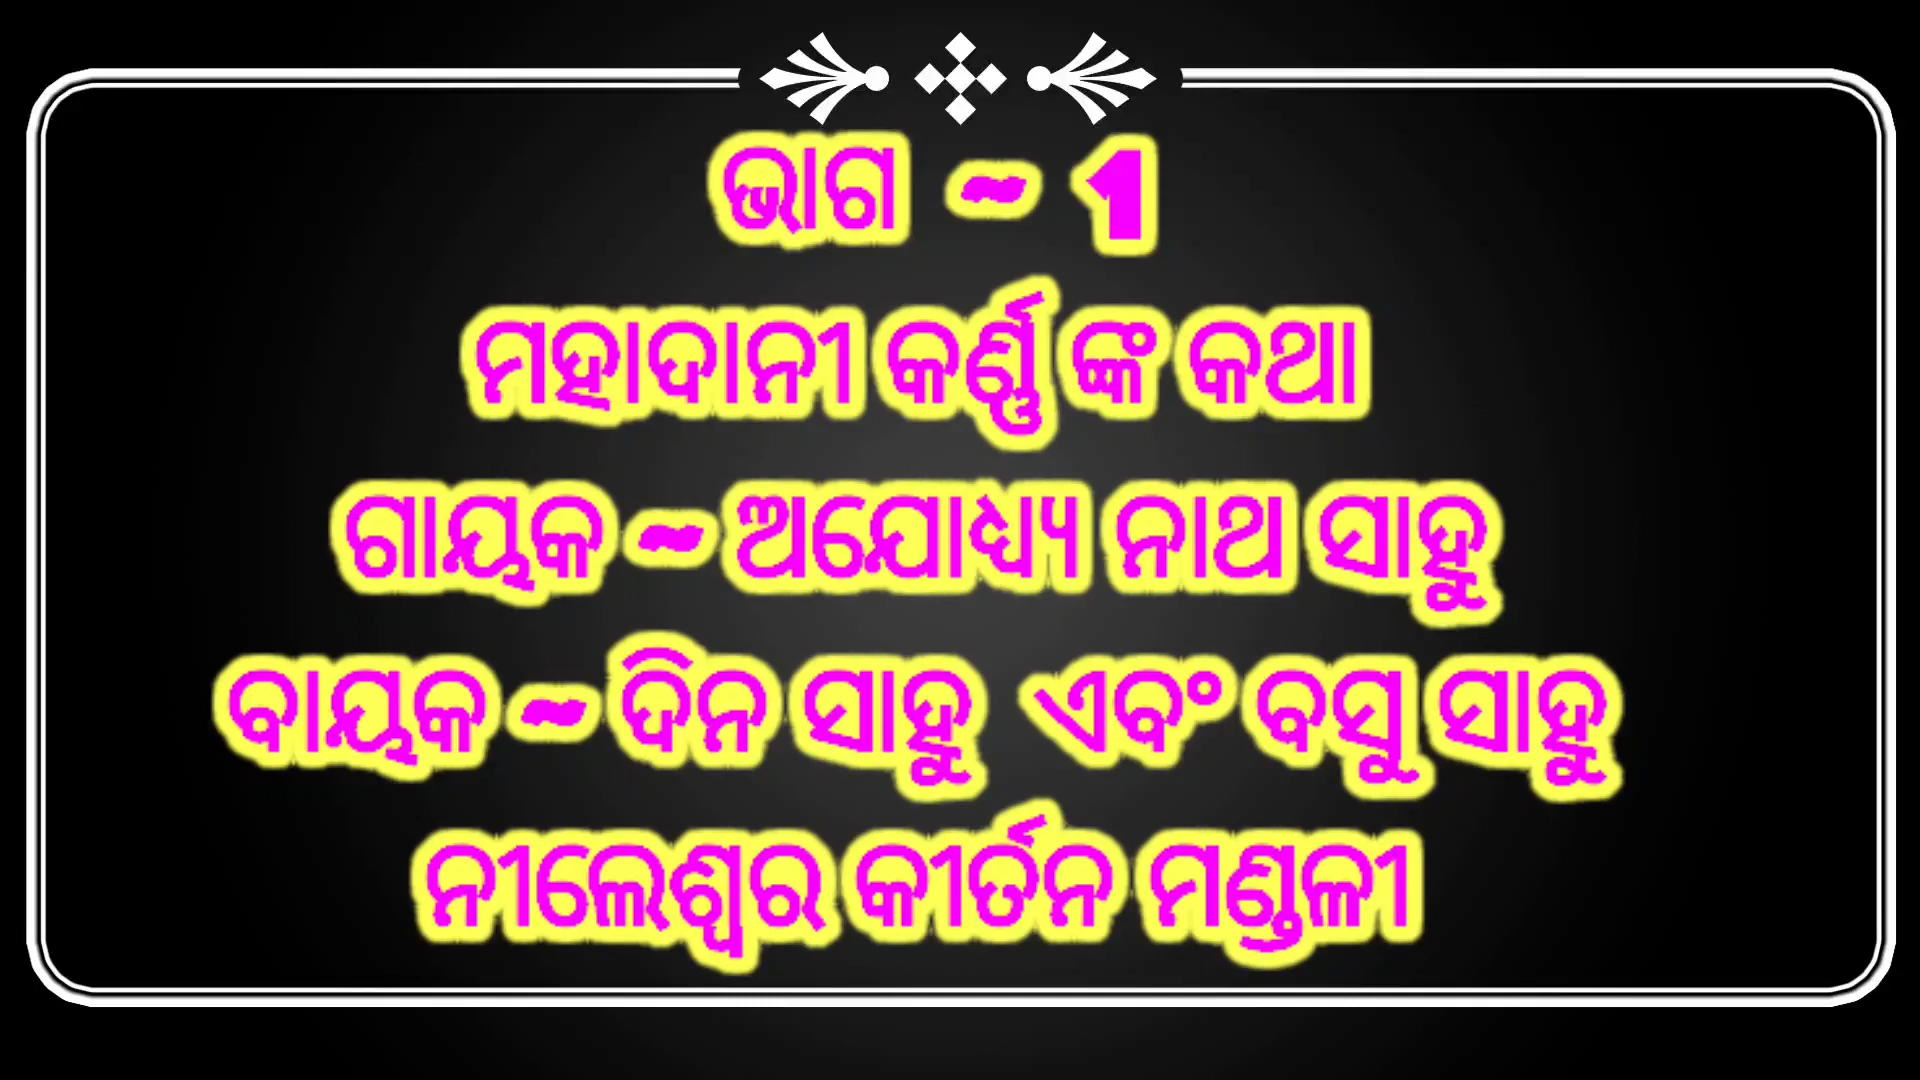 ଭାଗ ~ 1
ମହାଦାନୀ କର୍ଣ୍ଣ ଙ୍କ କଥା
ଗାୟକ ~ ଅଯୋଧ୍ୟ ନାଥ ସାହୁ
ବାୟକ ~ ଦିନ ସାହୁ ଏବଂ ବସୁ ସାହୁ
ନୀଲେଶ୍ୱର କୀର୍ତନ ମଣ୍ଡଳୀ